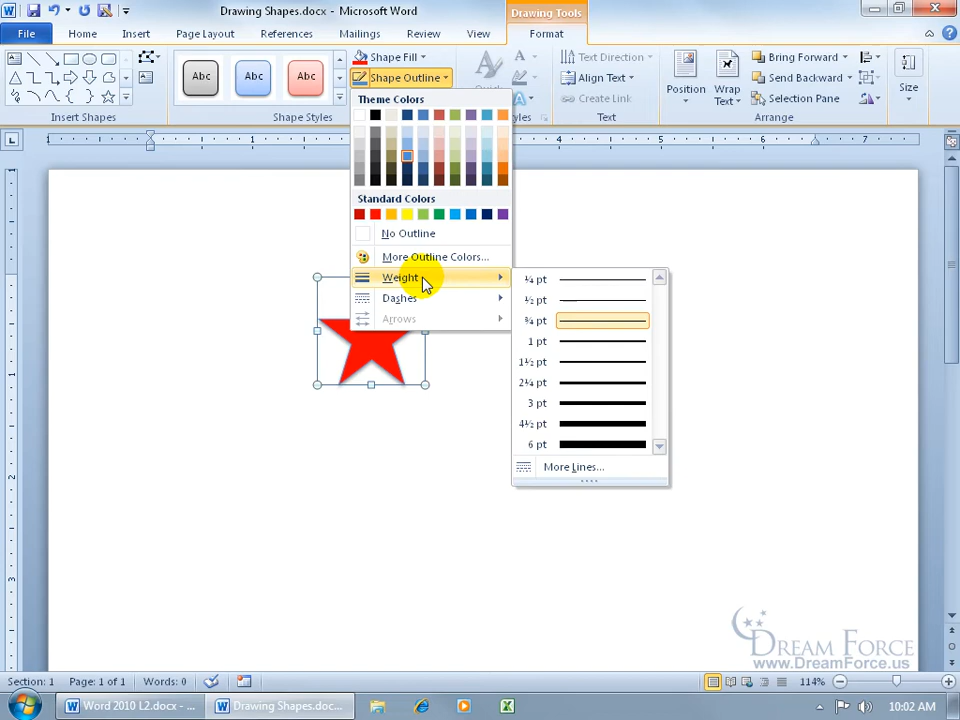 Drawing Shapes.docx - Microsoft Word
Drawing Tools
File
Home
Insert
Page Layout
References
Mailings
Review
View
Format
Abc
Abc
Abc
Shape Fill
Shape Outline
Text Direction
Align Text
Create Link
Position
Wrap
Text
Bring Forward
Send Backward
Selection Pane
Size
Insert Shapes
Shape Styles
Text
Arrange
Theme Colors
Standard Colors
No Outline
More Outline Colors...
Weight
Dashes
Arrows
¼ pt
½ pt
¾ pt
1 pt
1½ pt
2¼ pt
3 pt
4½ pt
6 pt
More Lines...
DREAM FORCE
www.DreamForce.us
Section: 1
Page: 1 of 1
Words: 0
114%
Word 2010 L2.docx - ...
Drawing Shapes.doc...
10:02 AM